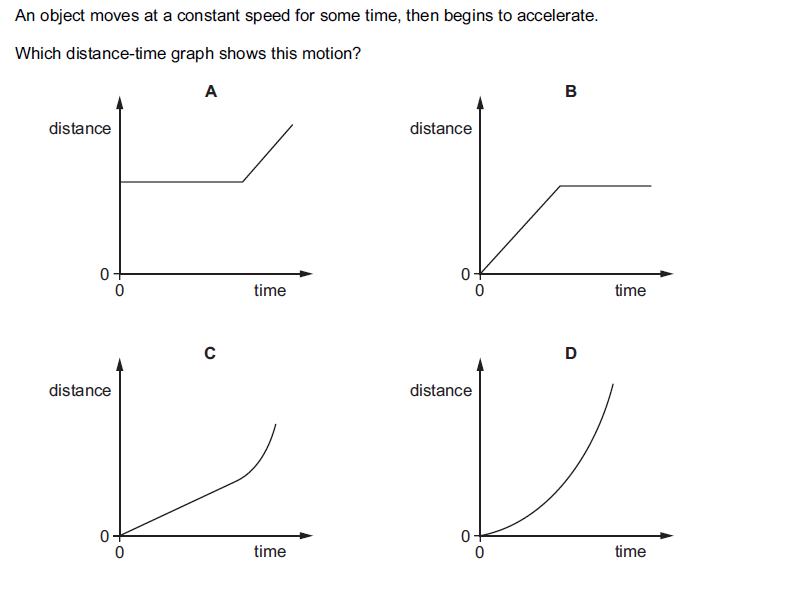 An object moves at a constant speed for some time, then begins to accelerate.
Which distance-time graph shows this motion?
A
distance
0
0
time
B
distance
0
0
time
C
distance
0
0
time
D
distance
0
0
time